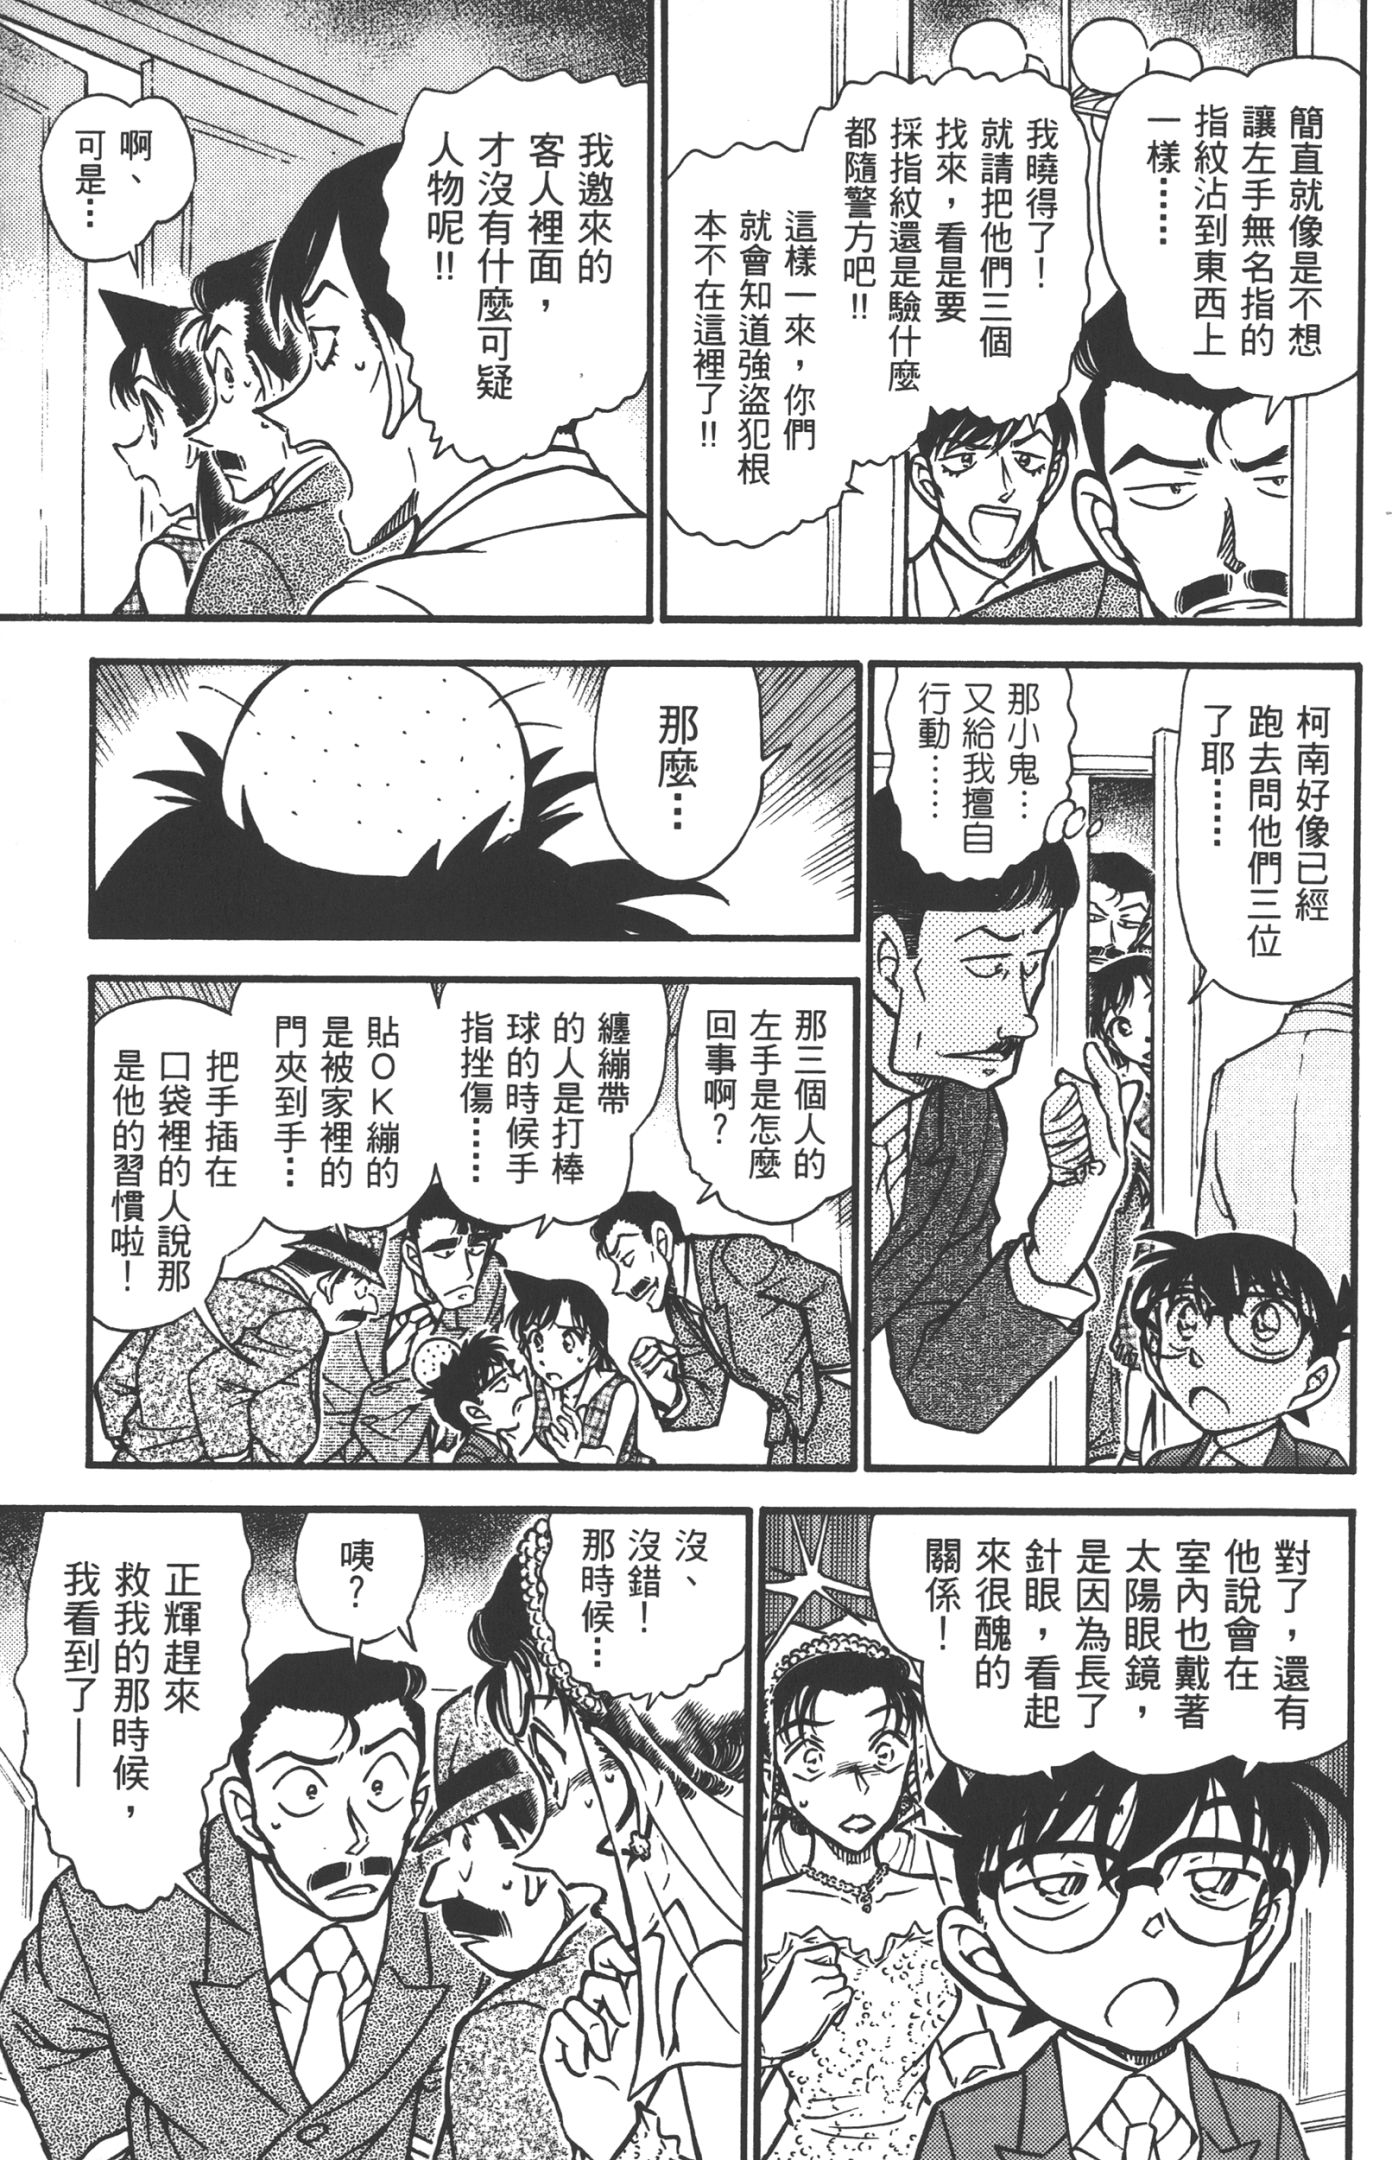 簡直就像是不想
讓左手無名指的
指紋沾到東西上
一樣……
我曉得了！
就請把他們三個
找來，看是要
採指紋還是驗什麼
都隨警方吧!!
這樣一來，你們
就會知道強盜犯根
本不在這裡了!!
我邀來的
客人裡面，
才沒有什麼可疑
人物呢!!
啊、
可是…
柯南好像已經
跑去問他們三位
了耶……
那小鬼…
又給我擅自
行動……
那麼…
那三個人的
左手是怎麼
回事啊？
纏繃帶
的人是打棒
球的時候手
指挫傷……
貼OK繃的
是被家裡的
門夾到手…
把手插在
口袋裡的人說那
是他的習慣啦！
對了，還有
他說會在
室內也戴著
太陽眼鏡，
是因為長了
針眼，看起
來很醜的
關係！
沒、
沒錯！
那時候…
咦？
正輝趕來
救我的那時候，
我看到了——